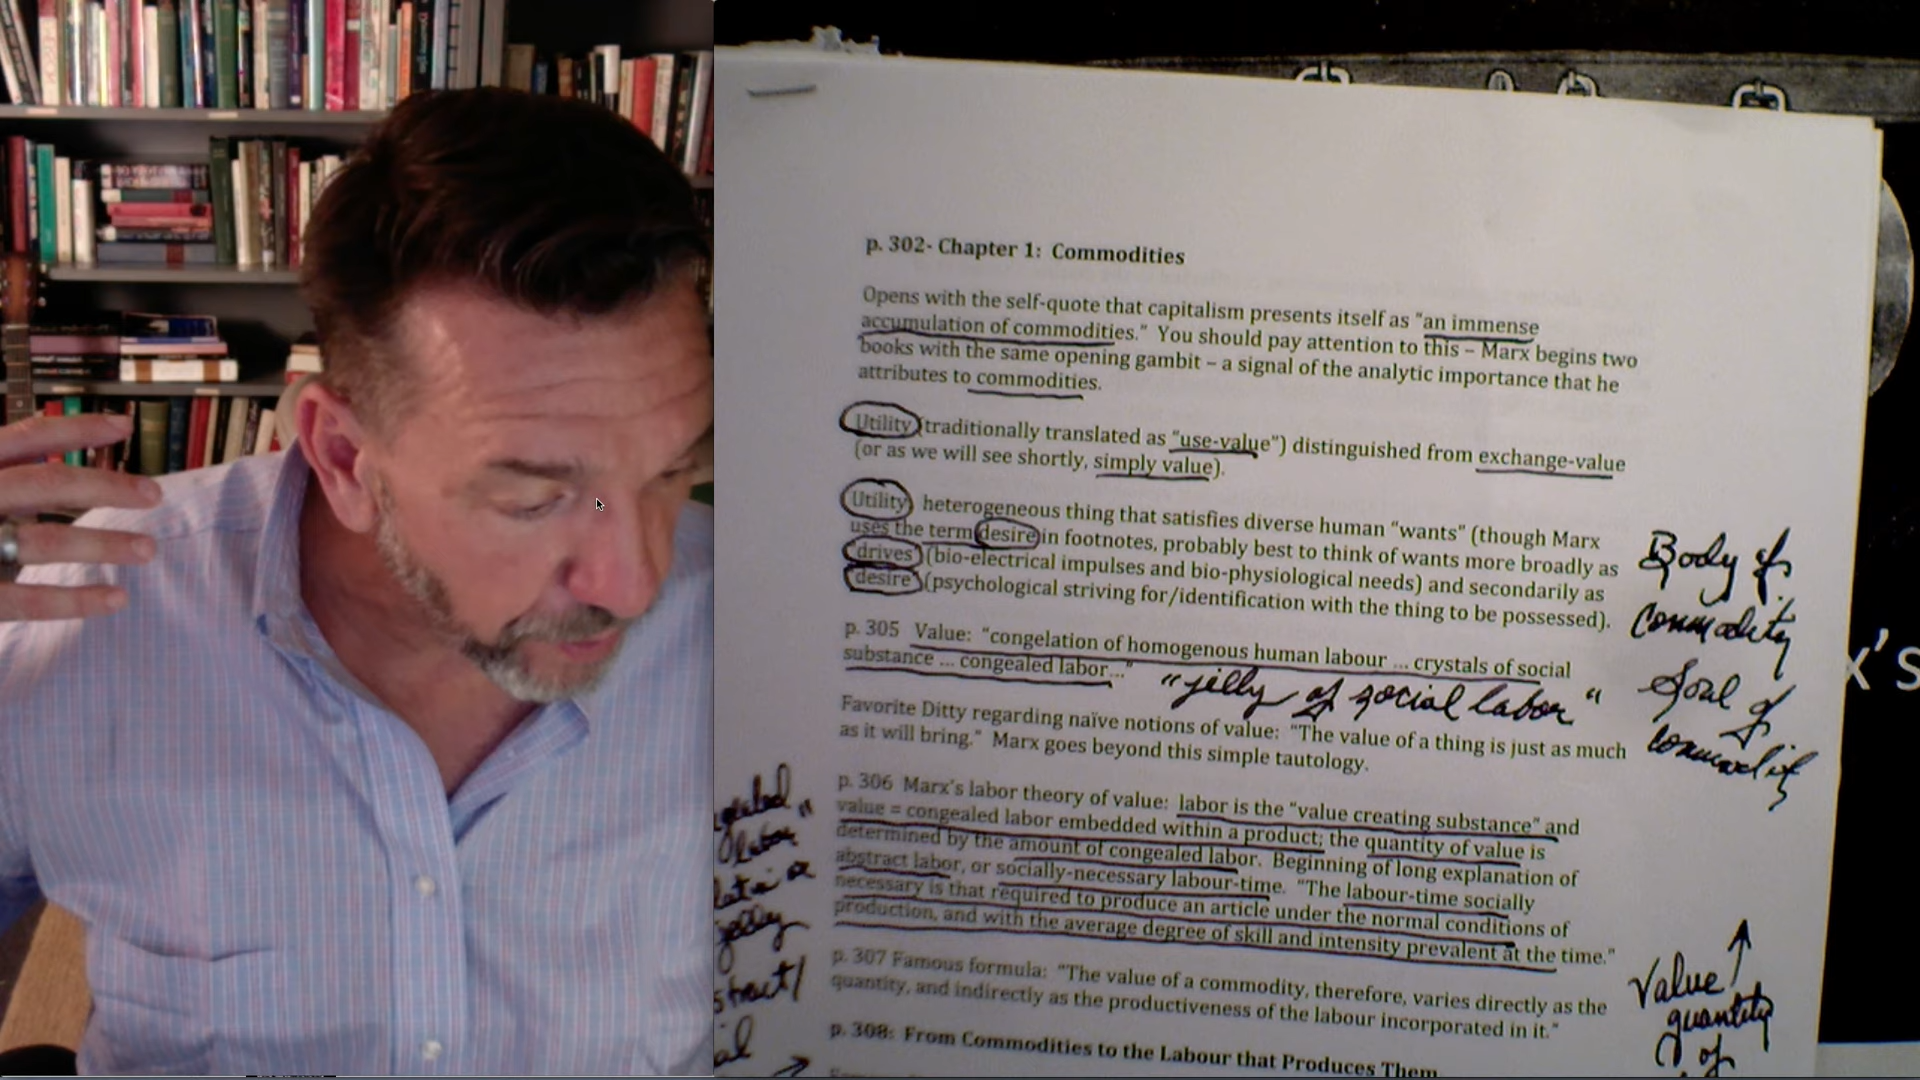 p. 302- Chapter 1: Commodities
Opens with the self-quote that capitalism presents itself as "an immense
accumulation of commodities." You should pay attention to this – Marx begins two
books with the same opening gambit – a signal of the analytic importance that he
attributes to commodities.
Utility (traditionally translated as "use-value") distinguished from exchange-value
(or as we will see shortly, simply value).
Utility heterogeneous thing that satisfies diverse human "wants" (though Marx
uses the term desire in footnotes, probably best to think of wants more broadly as
'drives' (bio-electrical impulses and bio-physiological needs) and secondarily as
'desire' (psychological striving for/identification with the thing to be possessed).
Body of
Commodity
p. 305 Value: "congelation of homogenous human labour ... crystals of social
substance ... congealed labor..."
"jelly of social labor"
Soul of
commodity
Favorite Ditty regarding naïve notions of value: "The value of a thing is just as much
as it will bring." Marx goes beyond this simple tautology.
p. 306 Marx's labor theory of value: labor is the "value creating substance" and
value = congealed labor embedded within a product; the quantity of value is
determined by the amount of congealed labor. Beginning of long explanation of
abstract labor, or socially-necessary labour-time. "The labour-time socially
necessary is that required to produce an article under the normal conditions of
production, and with the average degree of skill and intensity prevalent at the time."
labor
jelly
p. 307 Famous formula: "The value of a commodity, therefore, varies directly as the
quantity, and indirectly as the productiveness of the labour incorporated in it."
Value ↑
quantity
of
p. 308: From Commodities to the Labour that Produces Them
x's